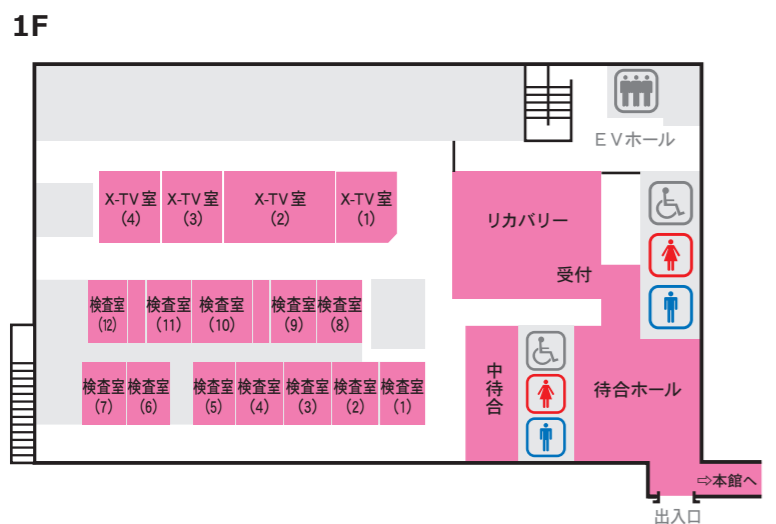 1F
EVホール
X-TV室
(4)
X-TV室
(3)
X-TV室
(2)
X-TV室
(1)
リカバリー
受付
検査室
(12)
検査室
(11)
検査室
(10)
検査室
(9)
検査室
(8)
検査室
(7)
検査室
(6)
検査室
(5)
検査室
(4)
検査室
(3)
検査室
(2)
検査室
(1)
中待合
待合ホール
⇨本館へ
出入口